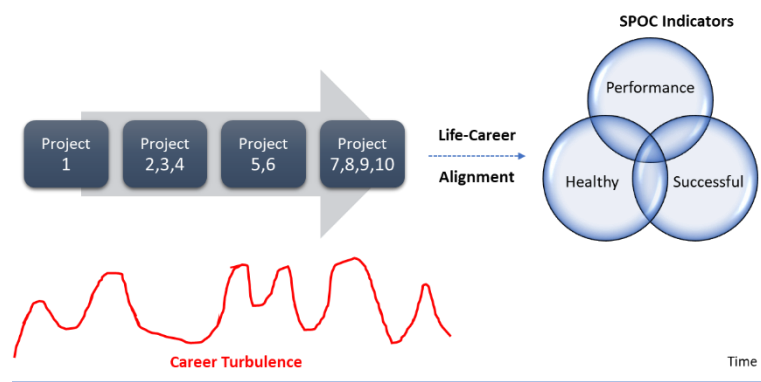 SPOC Indicators
Performance
Project
1
Project
2,3,4
Project
5,6
Project
7,8,9,10
Life-Career
Alignment
Healthy
Successful
Career Turbulence
Time